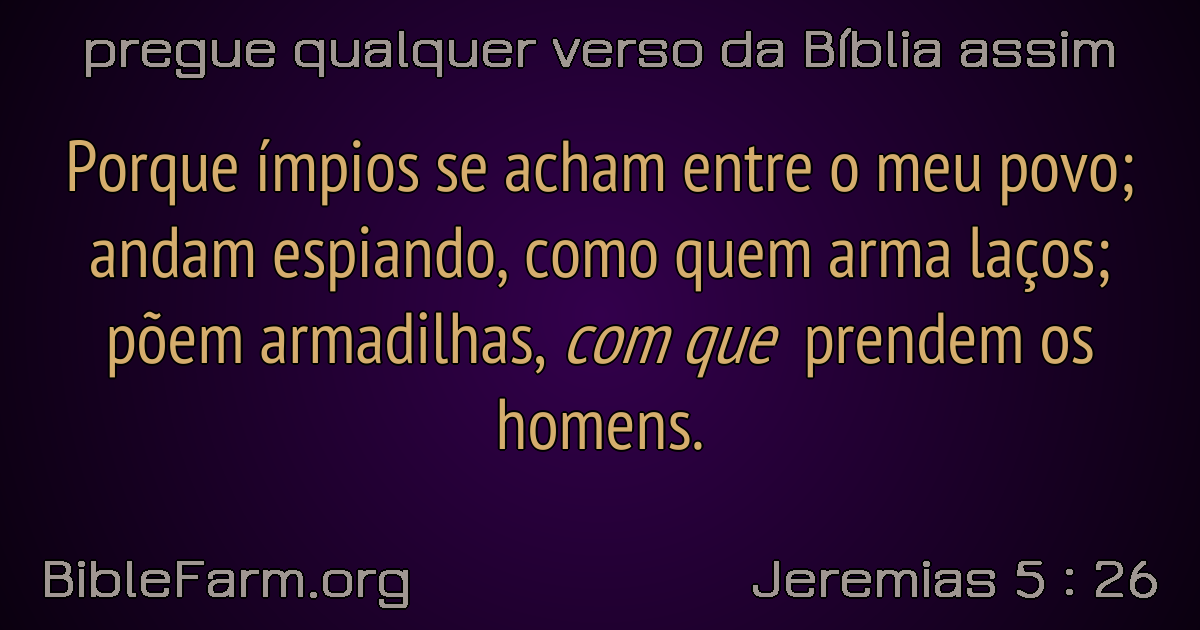 pregue qualquer verso da Bíblia assim
Porque ímpios se acham entre o meu povo;
andam espiando, como quem arma laços;
põem armadilhas, com que prendem os
homens.
BibleFarm.org
Jeremias 5 : 26